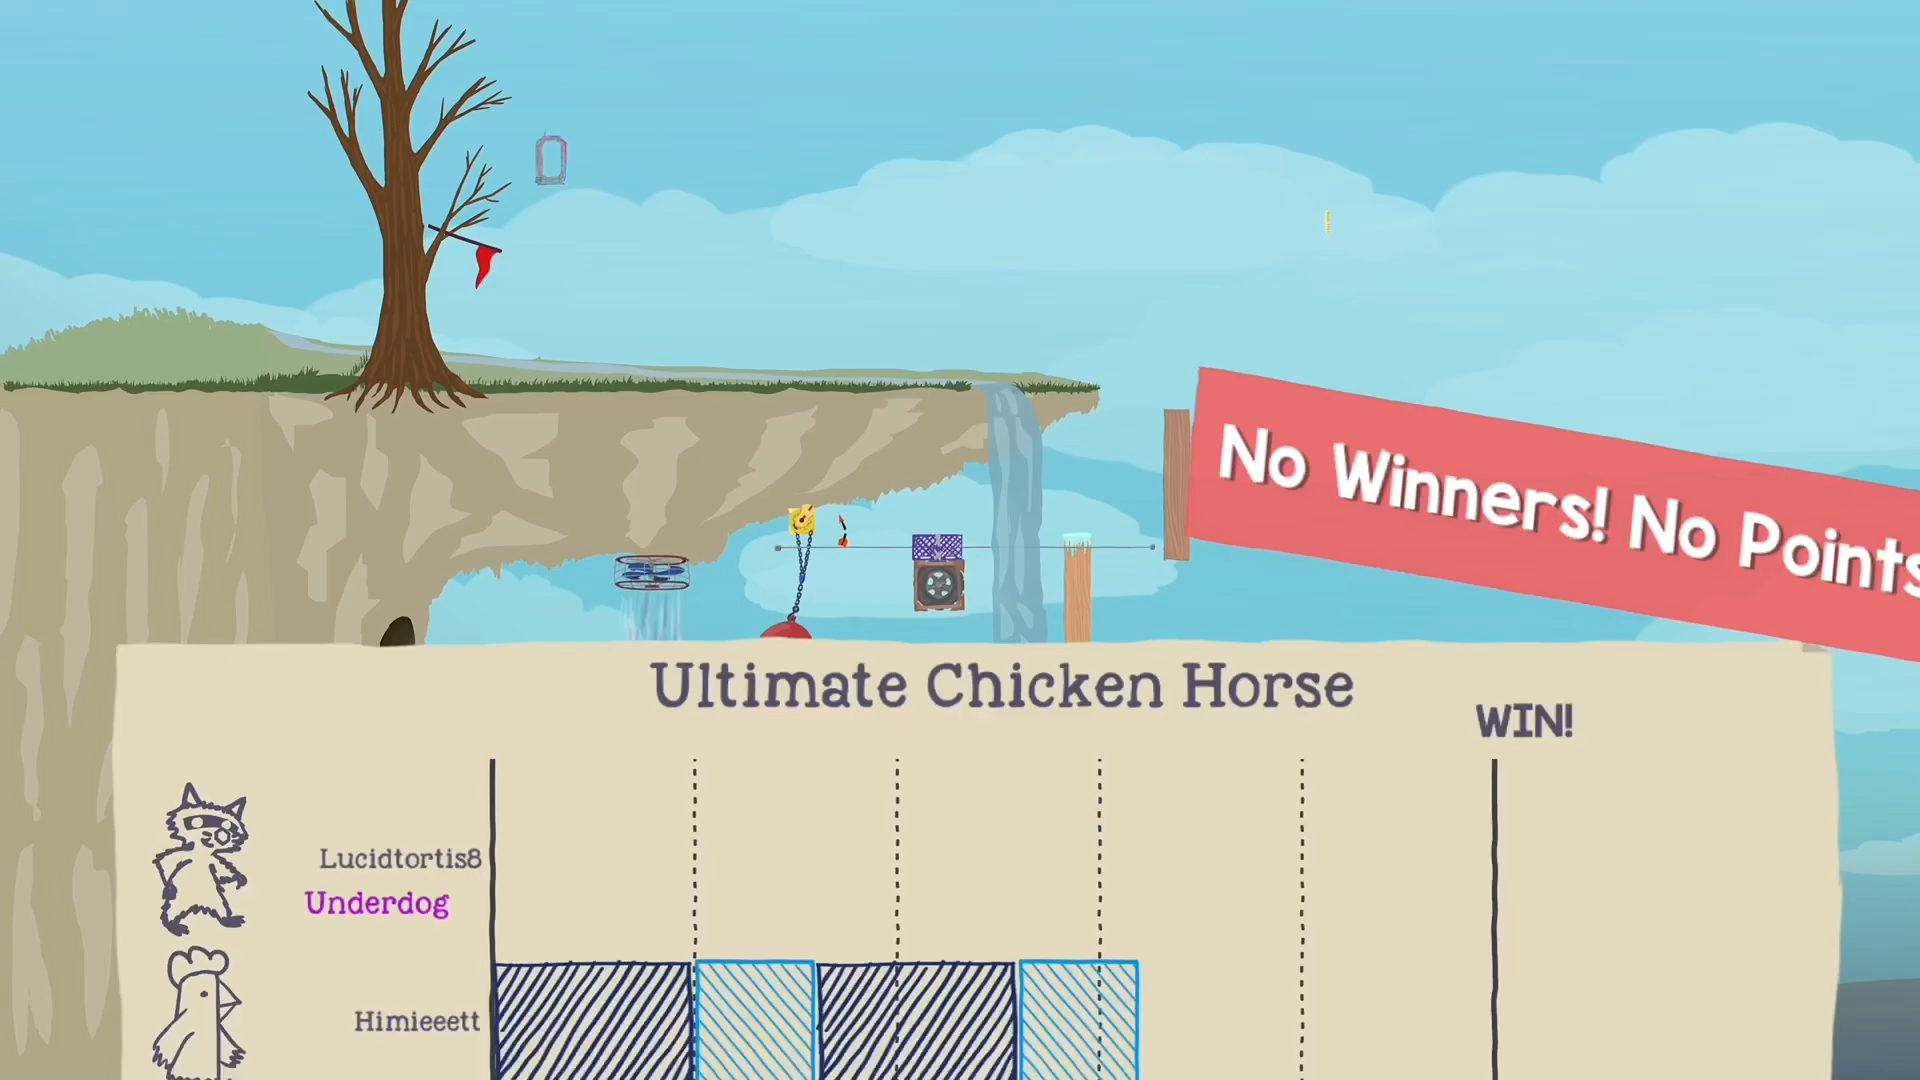 No Winners! No Points
Ultimate Chicken Horse
WIN!
Lucidtortis8
Underdog
Himieeett